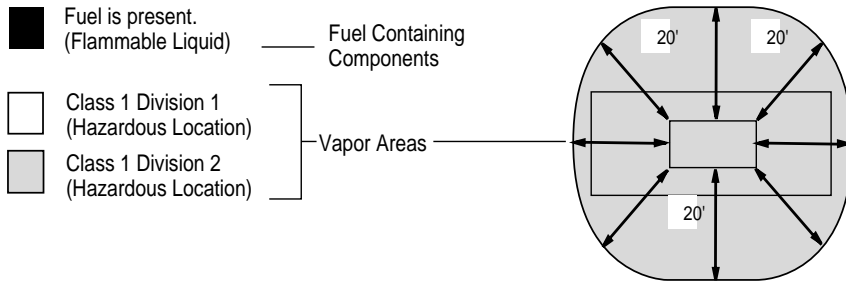 Fuel is present.
(Flammable Liquid)
Fuel Containing
Components
Class 1 Division 1
(Hazardous Location)
Class 1 Division 2
(Hazardous Location)
Vapor Areas
20'
20'
20'